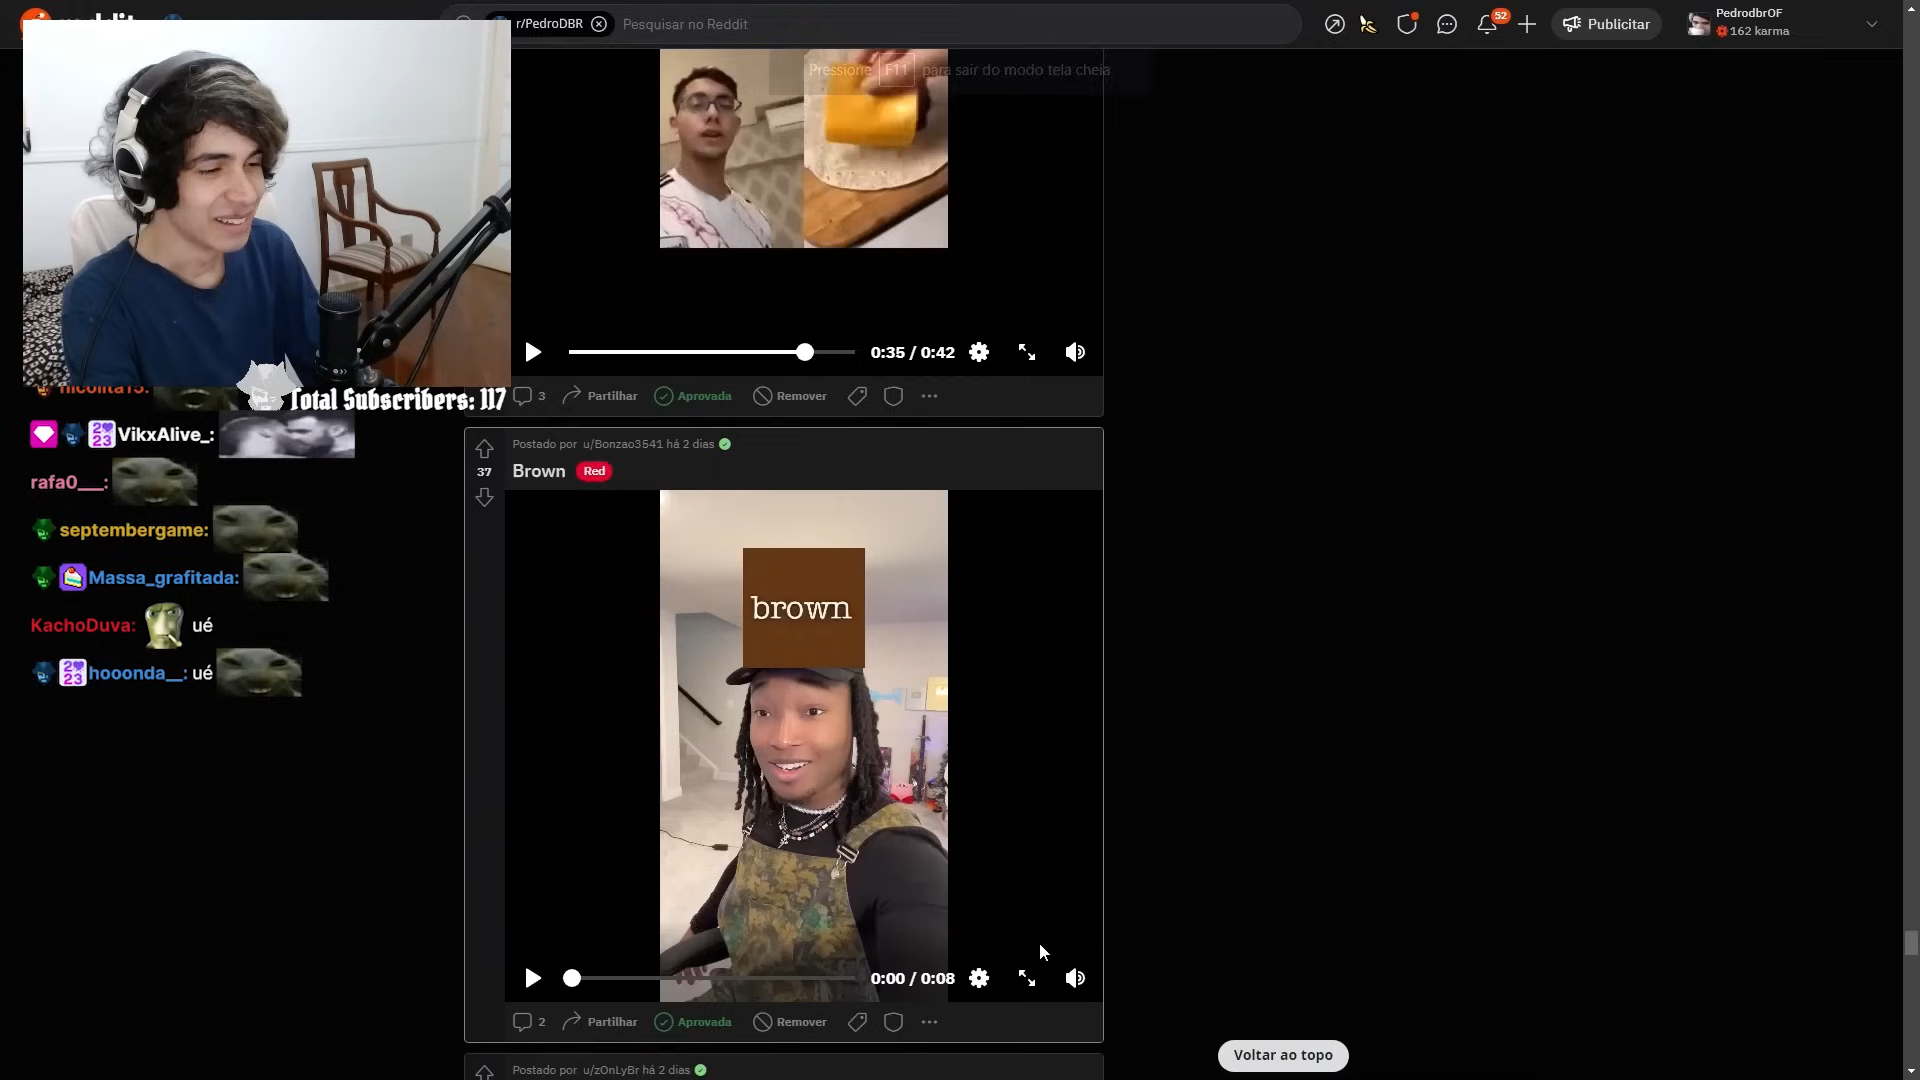 reddit
r/PedroDBR
Pesquisar no Reddit
52
Publicitar
PedrodbrOF
162 karma
Pressione F11 para sair do modo tela cheia
0:35 / 0:42
3 Partilhar Aprovada Remover
Total Subscribers: 117
nicolita15:
VikxAlive_:
rafa0___:
septembergame:
Massa_grafitada:
KachoDuva: ué
hooonda__: ué
Postado por u/Bonzao3541 há 2 dias
37
Brown Red
brown
0:00 / 0:08
2 Partilhar Aprovada Remover
Postado por u/zOnLyBr há 2 dias
Voltar ao topo